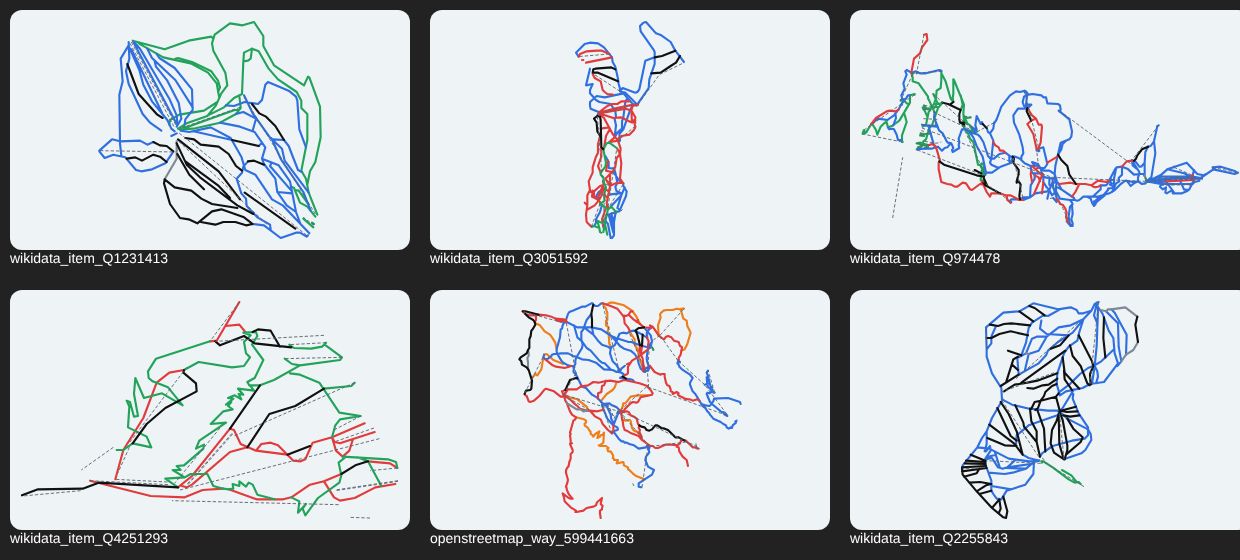 wikidata_item_Q1231413
wikidata_item_Q3051592
wikidata_item_Q974478
wikidata_item_Q4251293
openstreetmap_way_599441663
wikidata_item_Q2255843